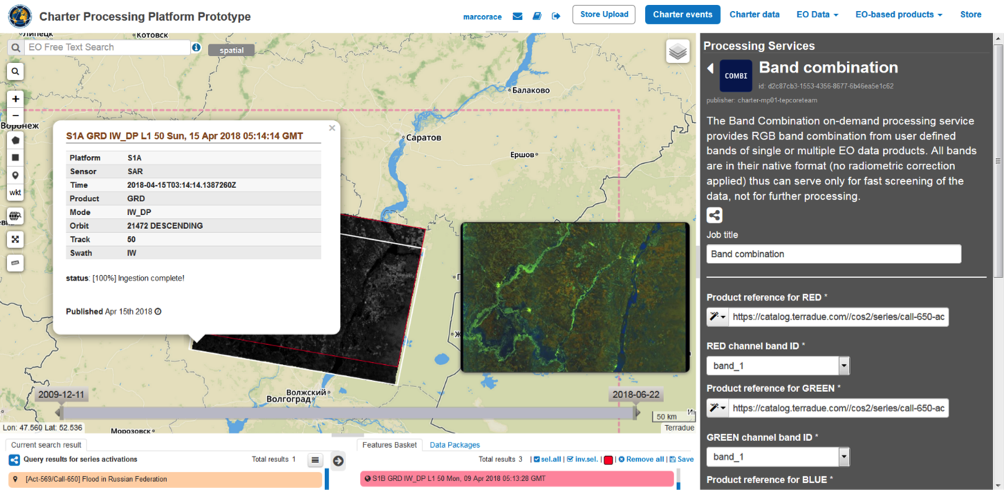 Charter Processing Platform Prototype
marcorace
Store Upload
Charter events
Charter data
EO Data
EO-based products
Store
EO Free Text Search
spatial
+
−
wkt
Липецк
Котовск
Воронеж
Балаково
Саратов
Ершов
S1A GRD IW_DP L1 50 Sun, 15 Apr 2018 05:14:14 GMT
×
Platform S1A
Sensor SAR
Time 2018-04-15T03:14:14.1387260Z
Product GRD
Mode IW_DP
Orbit 21472 DESCENDING
Track 50
Swath IW
status: [100%] Ingestion complete!
Published Apr 15th 2018
Волжский
Волгоград
Морозовск
2009-12-11
2018-06-22
50 km
Lon: 47.560 Lat: 52.536
Terradue
Current search result
Query results for series activations
Total results 1
[Act-569/Call-650] Flood in Russian Federation
Features Basket
Data Packages
Total results 3 | sel.all | inv.sel. | Remove all | Save
S1B GRD IW_DP L1 50 Mon, 09 Apr 2018 05:13:28 GMT
Processing Services
COMBI
Band combination
id: d2c87cb3-1553-4356-8677-6b46ea5e1c62
publisher: charter-mp01-tepcoreteam
The Band Combination on-demand processing service
provides RGB band combination from user defined
bands of single or multiple EO data products. All bands
are in their native format (no radiometric correction
applied) thus can serve only for fast screening of the
data, not for further processing.
Job title
Band combination
Product reference for RED *
https://catalog.terradue.com//cos2/series/call-650-ac
RED channel band ID *
band_1
Product reference for GREEN *
https://catalog.terradue.com//cos2/series/call-650-ac
GREEN channel band ID *
band_1
Product reference for BLUE *